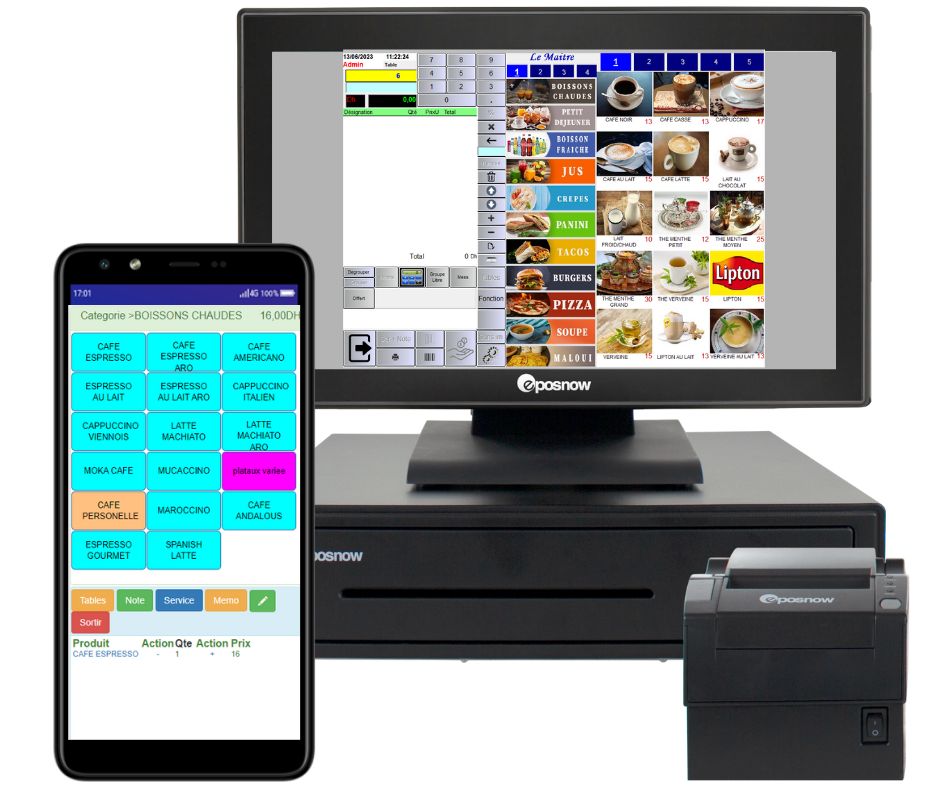 13/06/2023 11:22:24
Admin Table
6
0,00
Désignation Qté PrixU Total
7 8 9
4 5 6
1 2 3
0 .
Total 0 Dh
Degrouper
Groupe Libre
Mess
Offert
Tables
Fonction
Le Maitre
1 2 3 4
BOISSONS CHAUDES
PETIT DEJEUNER
BOISSON FRAICHE
JUS
CREPES
PANINI
TACOS
BURGERS
PIZZA
SOUPE
MALOUI
1 2 3 4 5
CAFE NOIR 13
CAFE CASSE 13
CAPPUCCINO 17
CAFE AU LAIT 15
CAFE LATTE 15
LAIT AU CHOCOLAT 15
LAIT FROID/CHAUD 10
THE MENTHE PETIT 12
THE MENTHE MOYEN 25
THE MENTHE GRAND 30
THE VERVEINE 15
Lipton
LIPTON 15
VERVEINE 15
LIPTON AU LAIT 13
VERVEINE AU LAIT 13
eposnow
17:01 4G 100%
Categorie >BOISSONS CHAUDES 16,00DH
CAFE ESPRESSO
CAFE ESPRESSO ARO
CAFE AMERICANO
ESPRESSO AU LAIT
ESPRESSO AU LAIT ARO
CAPPUCCINO ITALIEN
CAPPUCCINO VIENNOIS
LATTE MACHIATO
LATTE MACHIATO ARO
MOKA CAFE
MUCACCINO
plataux variee
CAFE PERSONELLE
MAROCCINO
CAFE ANDALOUS
ESPRESSO GOURMET
SPANISH LATTE
Tables Note Service Memo
Sortir
Produit Action Qte Action Prix
CAFE ESPRESSO - 1 + 16
posnow
eposnow